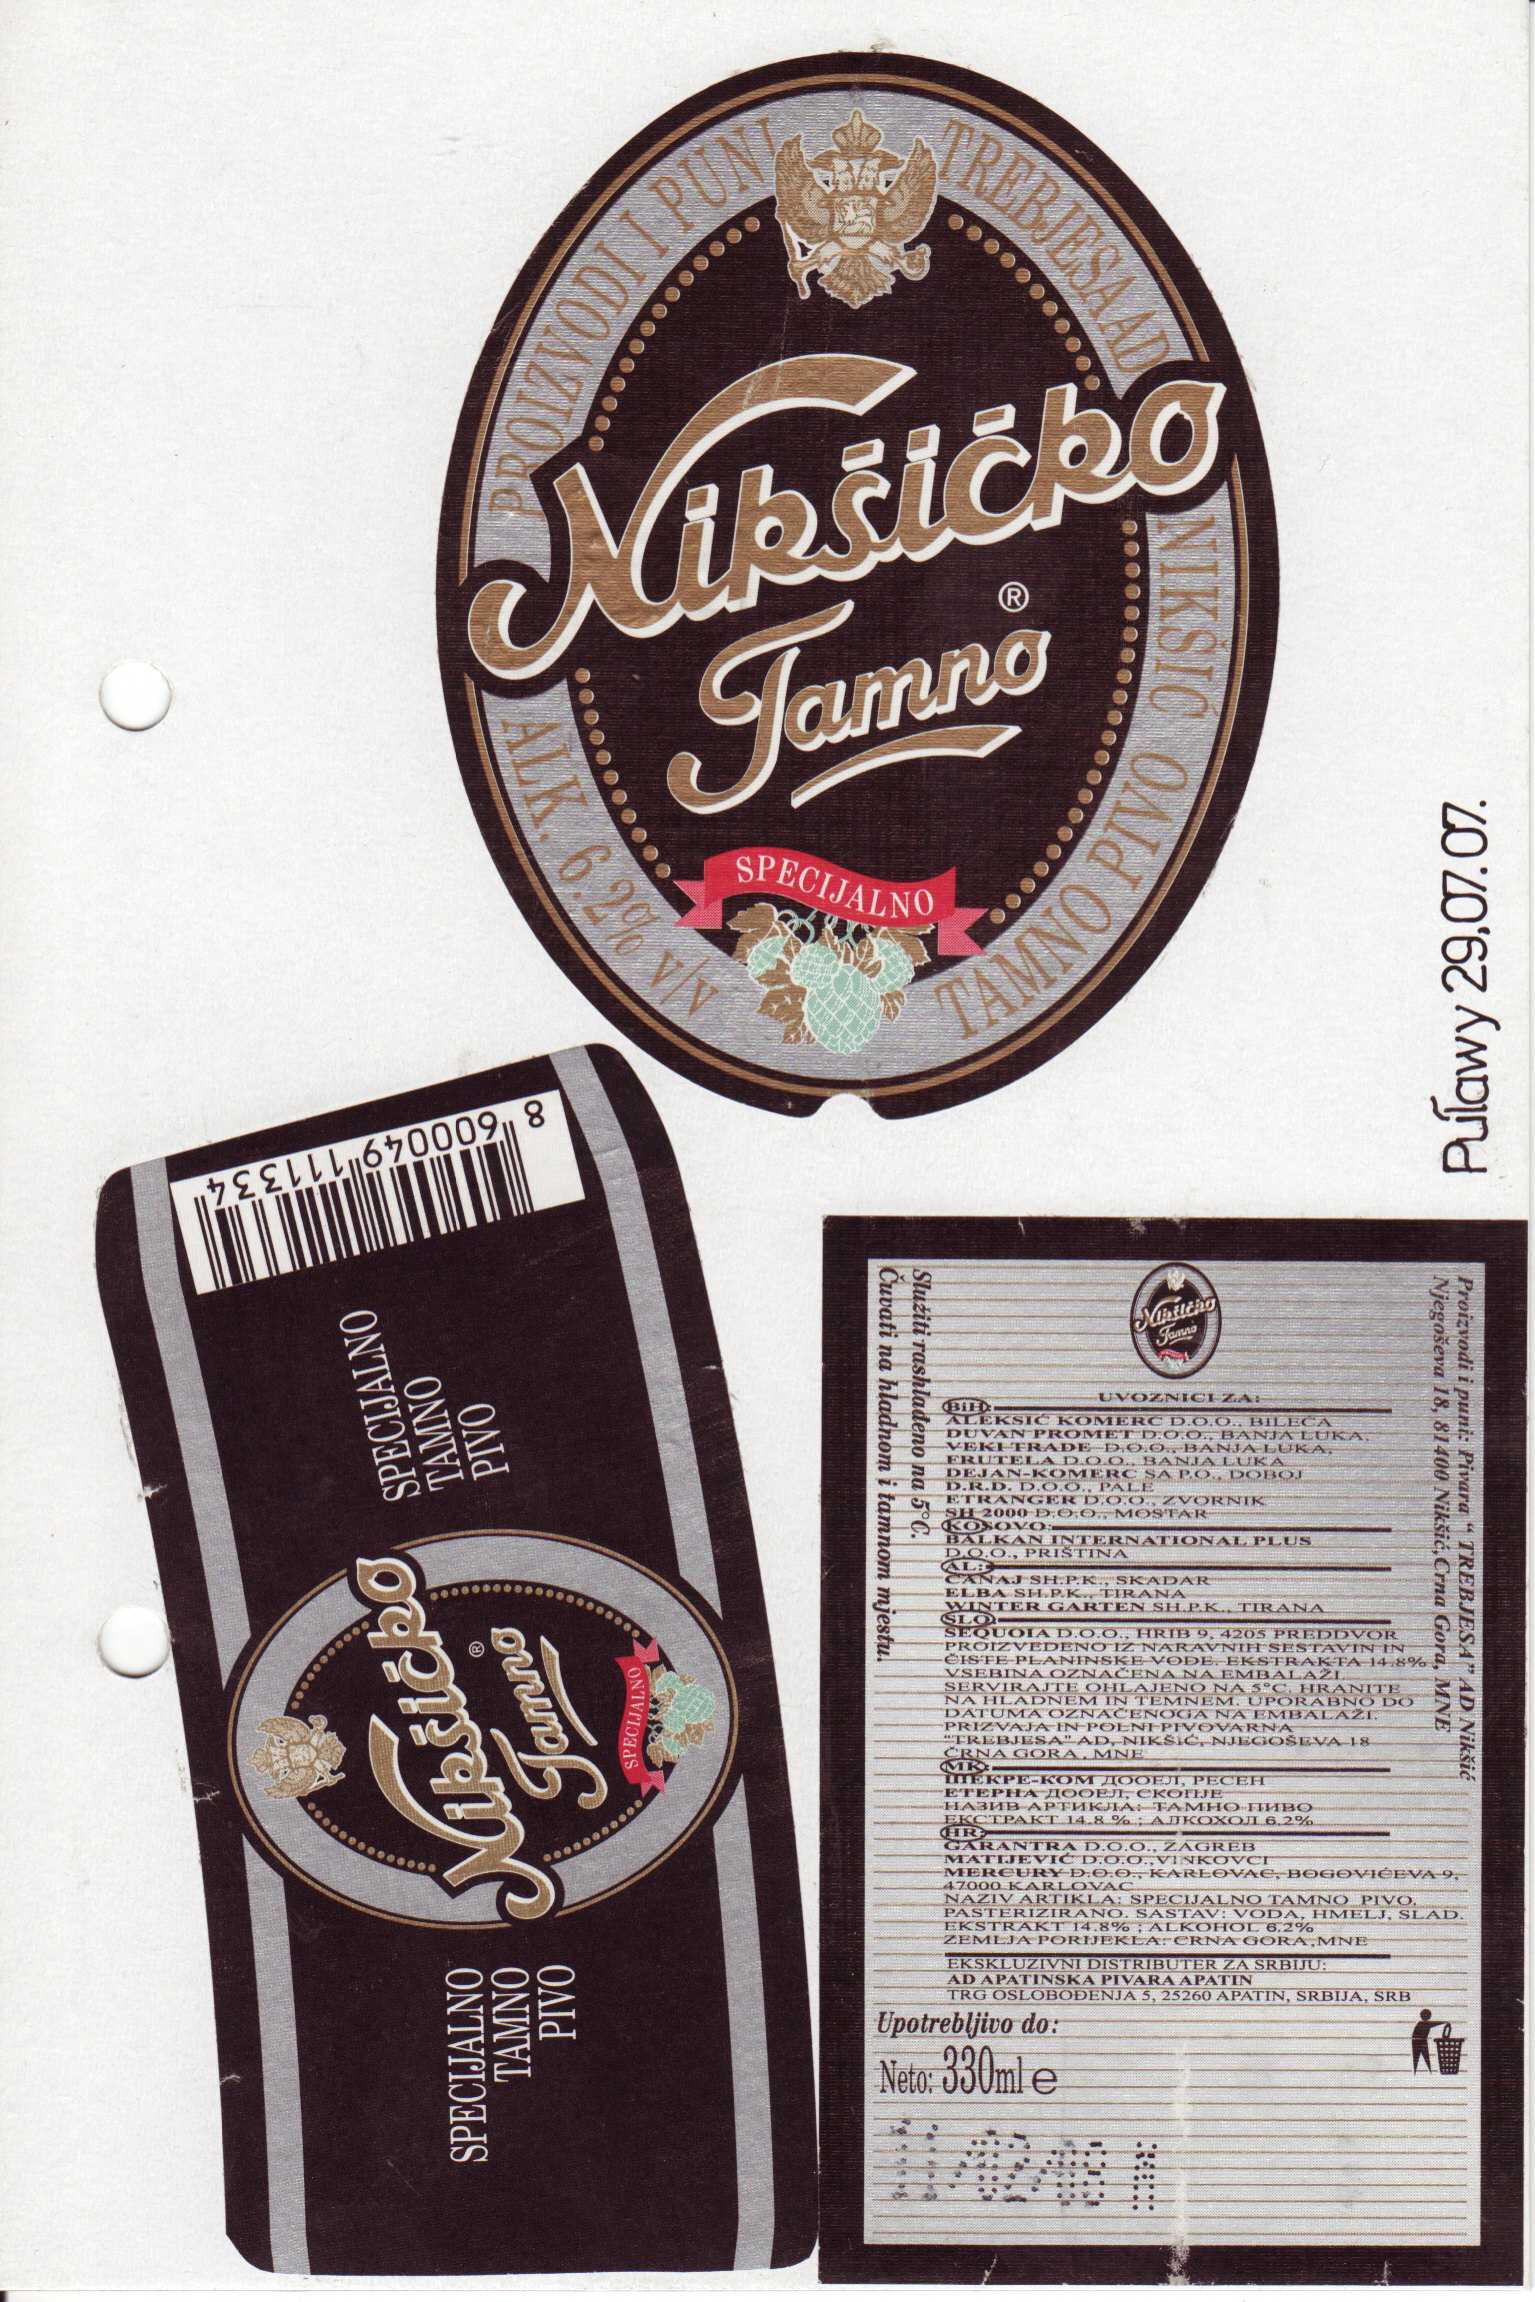 PROIZVODI I PUNI TREBJESA AD NIKŠIĆ
Nikšičko
®
Tamno
SPECIJALNO
ALK. 6.2% v/v
TAMNO PIVO
Puławy 29,07.07.
8 600049 111334
SPECIJALNO
TAMNO
PIVO
Nikšičko
®
Tamno
SPECIJALNO
SPECIJALNO
TAMNO
PIVO
Proizvodi i puni: Pivara “ TREBJESA” AD Nikšić
Njegoševa 18, 81400 Nikšić, Crna Gora, MNE
Služiti rashlađeno na 5°C.
Čuvati na hladnom i tamnom mjestu.
Nikšičko
Tamno
UVOZNICI ZA:
BiH:
ALEKSIĆ KOMERC D.O.O., BILEĆA
DUVAN PROMET D.O.O., BANJA LUKA,
VEKI TRADE D.O.O., BANJA LUKA,
FRUTELA D.O.O., BANJA LUKA
DEJAN-KOMERC SA P.O., DOBOJ
D.R.D. D.O.O., PALE
ETRANGER D.O.O., ZVORNIK
SH 2000 D.O.O., MOSTAR
KOSOVO:
BALKAN INTERNATIONAL PLUS
D.O.O., PRIŠTINA
AL:
CANAJ SH.P.K., SKADAR
ELBA SH.P.K., TIRANA
WINTER GARTEN SH.P.K., TIRANA
SLO:
SEQUOIA D.O.O., HRIB 9, 4205 PREDDVOR
PROIZVEDENO IZ NARAVNIH SESTAVIN IN
ČISTE PLANINSKE VODE. EKSTRAKTA 14.8%
VSEBINA OZNAČENA NA EMBALAŽI.
SERVIRAJTE OHLAJENO NA 5°C. HRANITE
NA HLADNEM IN TEMNEM. UPORABNO DO
DATUMA OZNAČENOGA NA EMBALAŽI.
PRIZVAJA IN POLNI PIVOVARNA
"TREBJESA" AD, NIKŠIĆ, NJEGOŠEVA 18
ČRNA GORA , MNE
MK:
ШЕКРЕ-КОМ ДООЕЛ, РЕСЕН
ЕТЕРНА ДООЕЛ, СКОПЈЕ
НАЗИВ АРТИКЛА: ТАМНО ПИВО
ЕКСТРАКТ 14.8 % ; АЛКОХОЛ 6.2%
HR:
GARANTRA D.O.O., ZAGREB
MATIJEVIĆ D.O.O., VINKOVCI
MERCURY D.O.O., KARLOVAC, BOGOVIĆEVA 9,
47000 KARLOVAC
NAZIV ARTIKLA: SPECIJALNO TAMNO PIVO,
PASTERIZIRANO. SASTAV: VODA, HMELJ, SLAD.
EKSTRAKT 14.8% ; ALKOHOL 6.2%
ZEMLJA PORIJEKLA: CRNA GORA ,MNE
EKSKLUZIVNI DISTRIBUTER ZA SRBIJU:
AD APATINSKA PIVARA APATIN
TRG OSLOBOĐENJA 5, 25260 APATIN, SRBIJA, SRB
Upotrebljivo do:
Neto: 330ml e